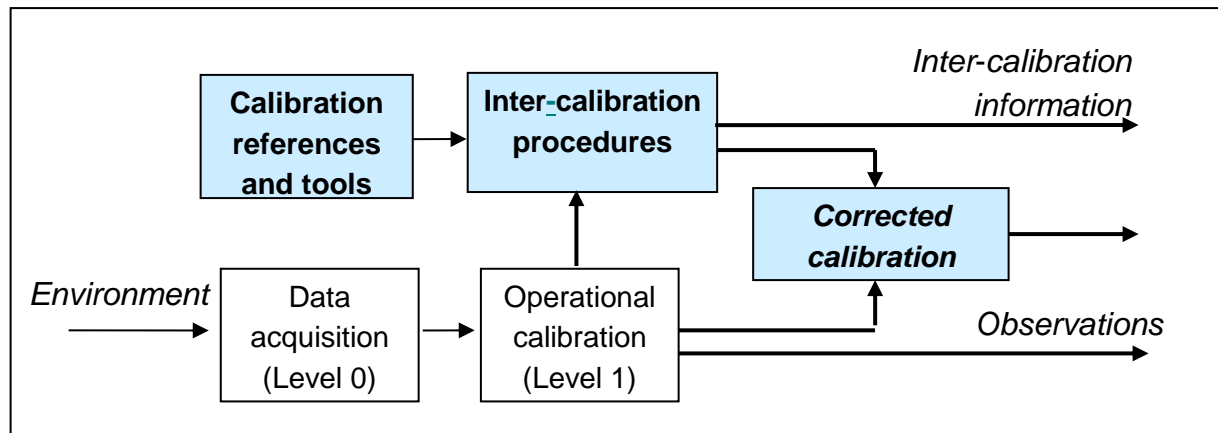 Inter-calibration
information
Calibration
references
and tools
Inter-calibration
procedures
Corrected
calibration
Environment
Data
acquisition
(Level 0)
Operational
calibration
(Level 1)
Observations